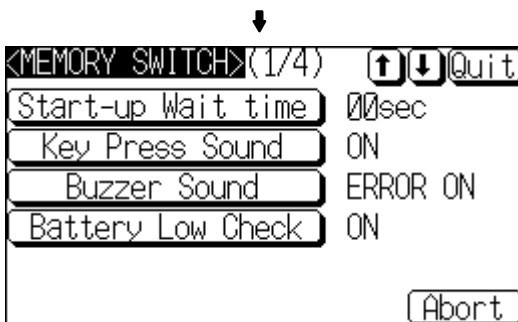 <MEMORY SWITCH>(1/4) Quit
Start-up Wait time 00sec
Key Press Sound ON
Buzzer Sound ERROR ON
Battery Low Check ON
Abort